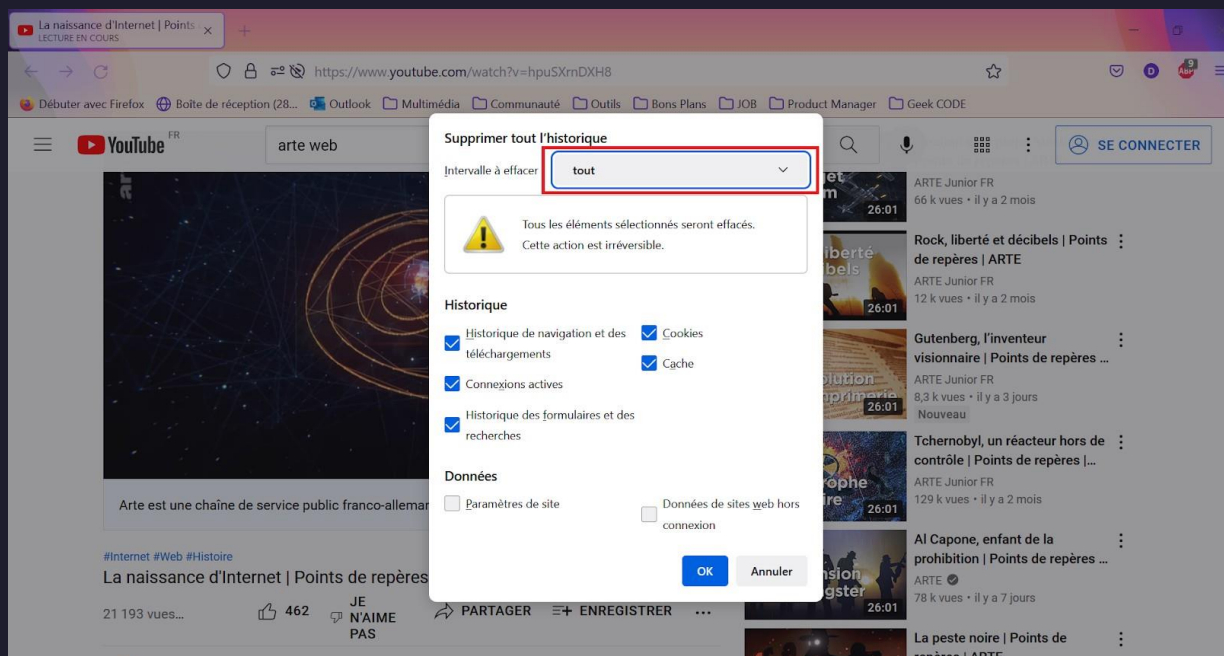 La naissance d'Internet | Points
LECTURE EN COURS
https://www.youtube.com/watch?v=hpuSXrnDXH8
9
ABP
D
Débuter avec Firefox
Boîte de réception (28...
Outlook
Multimédia
Communauté
Outils
Bons Plans
JOB
Product Manager
Geek CODE
YouTube FR
arte web
SE CONNECTER
Supprimer tout l'historique
Intervalle à effacer
tout
Tous les éléments sélectionnés seront effacés.
Cette action est irréversible.
Historique
Historique de navigation et des
téléchargements
Cookies
Cache
Connexions actives
Historique des formulaires et des
recherches
Données
Paramètres de site
Données de sites web hors
connexion
OK
Annuler
Arte est une chaîne de service public franco-alleman
#Internet #Web #Histoire
La naissance d'Internet | Points de repères
21 193 vues...
462
JE
N'AIME
PAS
PARTAGER
ENREGISTRER
...
26:01
ARTE Junior FR
66 k vues • il y a 2 mois
Rock, liberté et décibels | Points
de repères | ARTE
ARTE Junior FR
12 k vues • il y a 2 mois
26:01
Gutenberg, l'inventeur
visionnaire | Points de repères ...
ARTE Junior FR
8,3 k vues • il y a 3 jours
Nouveau
26:01
Tchernobyl, un réacteur hors de
contrôle | Points de repères |...
ARTE Junior FR
129 k vues • il y a 2 mois
26:01
Al Capone, enfant de la
prohibition | Points de repères ...
ARTE
78 k vues • il y a 7 jours
26:01
La peste noire | Points de
repères | ARTE